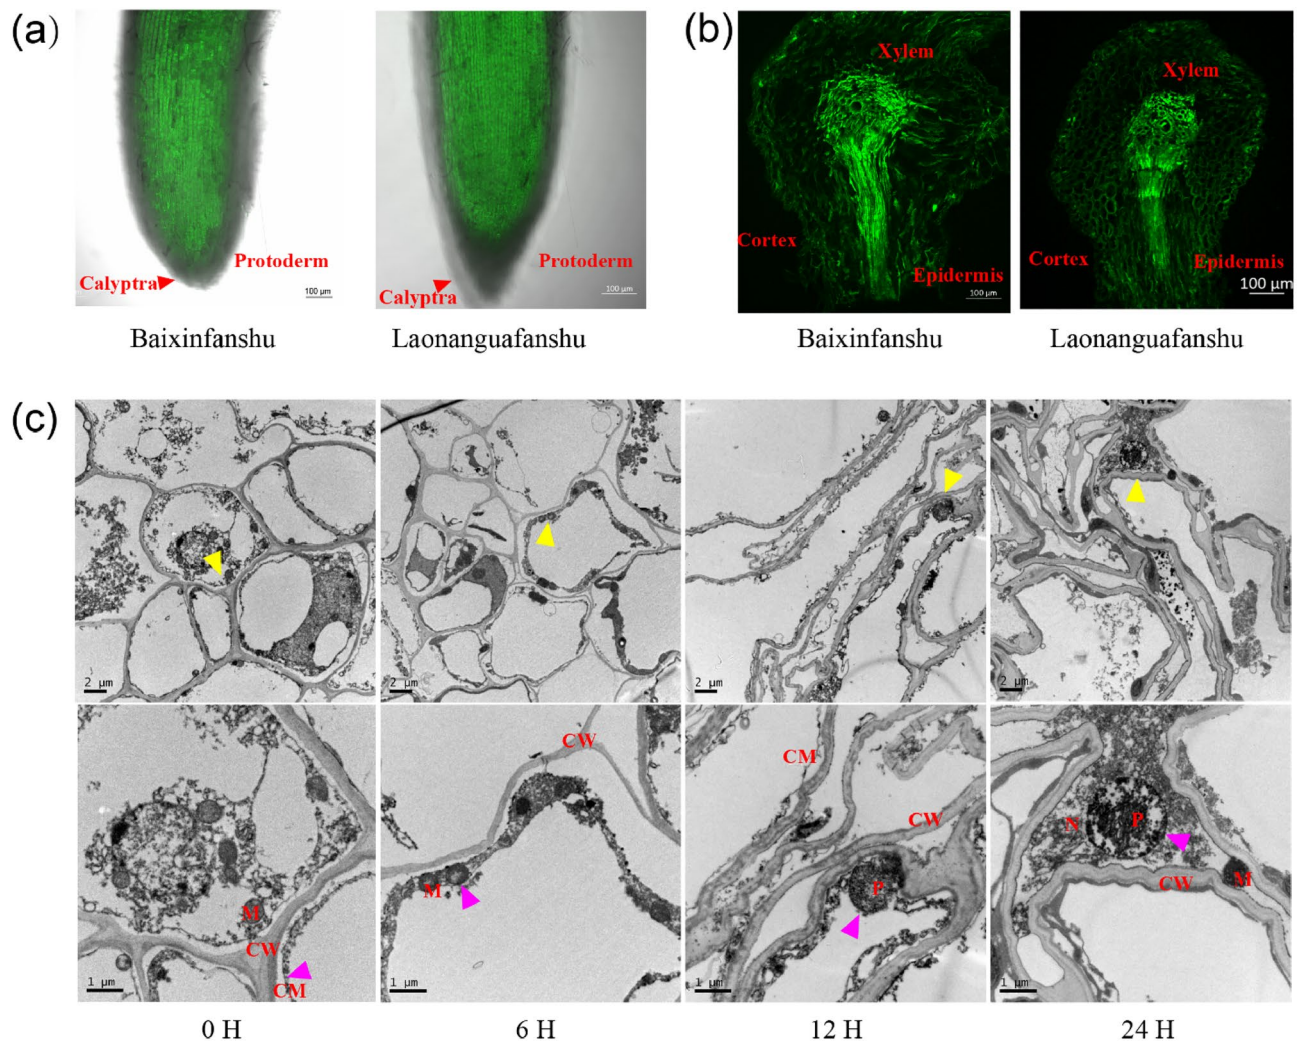 (a)
Protoderm
Calyptra
100 μm
Baixinfanshu
Protoderm
Calyptra
100 μm
Laonanguafanshu
(b)
Xylem
Cortex
Epidermis
100 μm
Baixinfanshu
Xylem
Cortex
Epidermis
100 μm
Laonanguafanshu
(c)
2 μm
2 μm
2 μm
2 μm
M
CW
CM
1 μm
CW
M
1 μm
CM
CW
P
1 μm
N
P
CW
M
1 μm
0 H
6 H
12 H
24 H